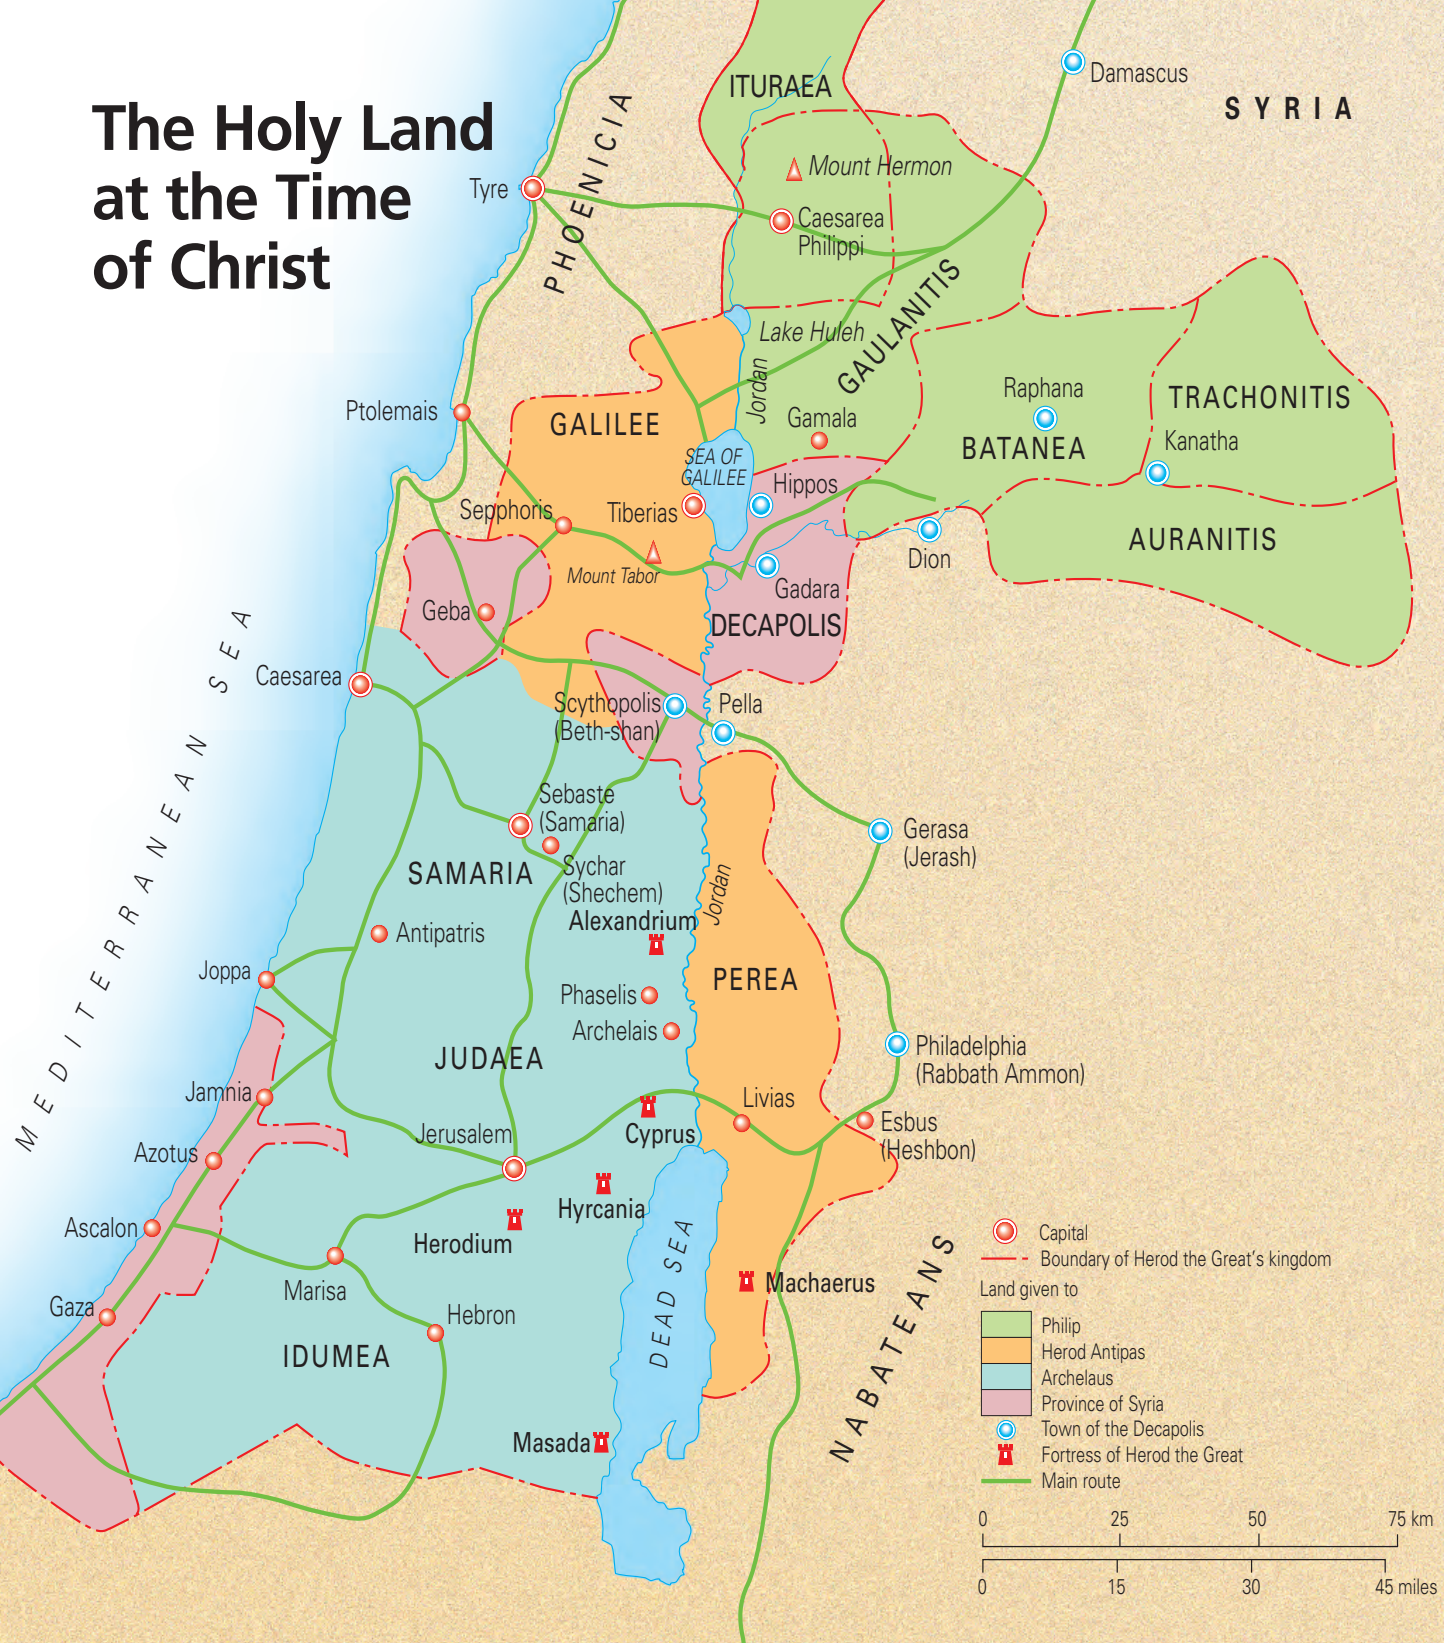 The Holy Land
at the Time
of Christ
ITURAEA
Damascus
SYRIA
PHOENICIA
Mount Hermon
Tyre
Caesarea
Philippi
GAULANITIS
Lake Huleh
Jordan
Ptolemais
GALILEE
Gamala
Raphana
BATANEA
TRACHONITIS
Kanatha
SEA OF
GALILEE
Hippos
Sepphoris
Tiberias
Dion
AURANITIS
Mount Tabor
Gadara
Geba
DECAPOLIS
MEDITERRANEAN SEA
Caesarea
Scythopolis
(Beth-shan)
Pella
Sebaste
(Samaria)
Gerasa
(Jerash)
SAMARIA
Sychar
(Shechem)
Jordan
Alexandrium
Antipatris
Joppa
Phaselis
PEREA
Archelais
JUDAEA
Philadelphia
(Rabbath Ammon)
Jamnia
Livias
Jerusalem
Cyprus
Esbus
(Heshbon)
Azotus
Hyrcania
Ascalon
Herodium
DEAD SEA
Machaerus
NABATEANS
Marisa
Gaza
Hebron
IDUMEA
Masada
Capital
Boundary of Herod the Great's kingdom
Land given to
Philip
Herod Antipas
Archelaus
Province of Syria
Town of the Decapolis
Fortress of Herod the Great
Main route
0 25 50 75 km
0 15 30 45 miles